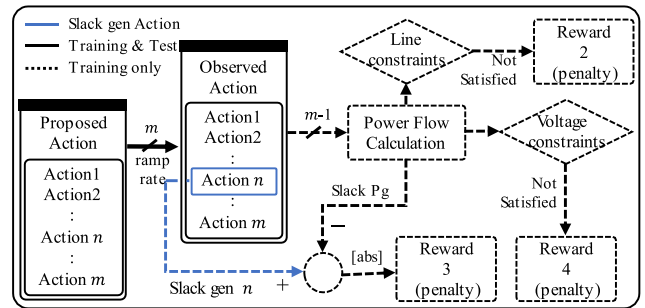 Slack gen Action
Training & Test
Training only
Proposed
Action
Action1
Action2
:
Action n
:
Action m
m
ramp
rate
Observed
Action
Action1
Action2
:
Action n
:
Action m
m-1
Line
constraints
Not
Satisfied
Reward
2
(penalty)
Power Flow
Calculation
Voltage
constraints
Not
Satisfied
Slack Pg
−
Slack gen n
+
[abs]
Reward
3
(penalty)
Reward
4
(penalty)